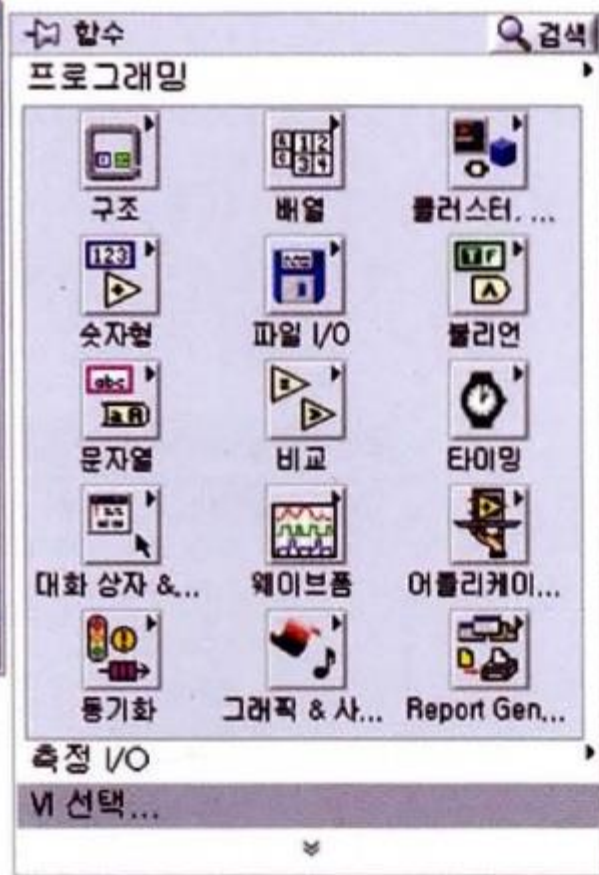 함수 검색
프로그래밍
구조 배열 클러스터, ...
숫자형 파일 I/O 불리언
문자열 비교 타이밍
대화 상자 &... 웨이브폼 어플리케이...
동기화 그래픽 & 사... Report Gen...
측정 I/O
VI 선택...